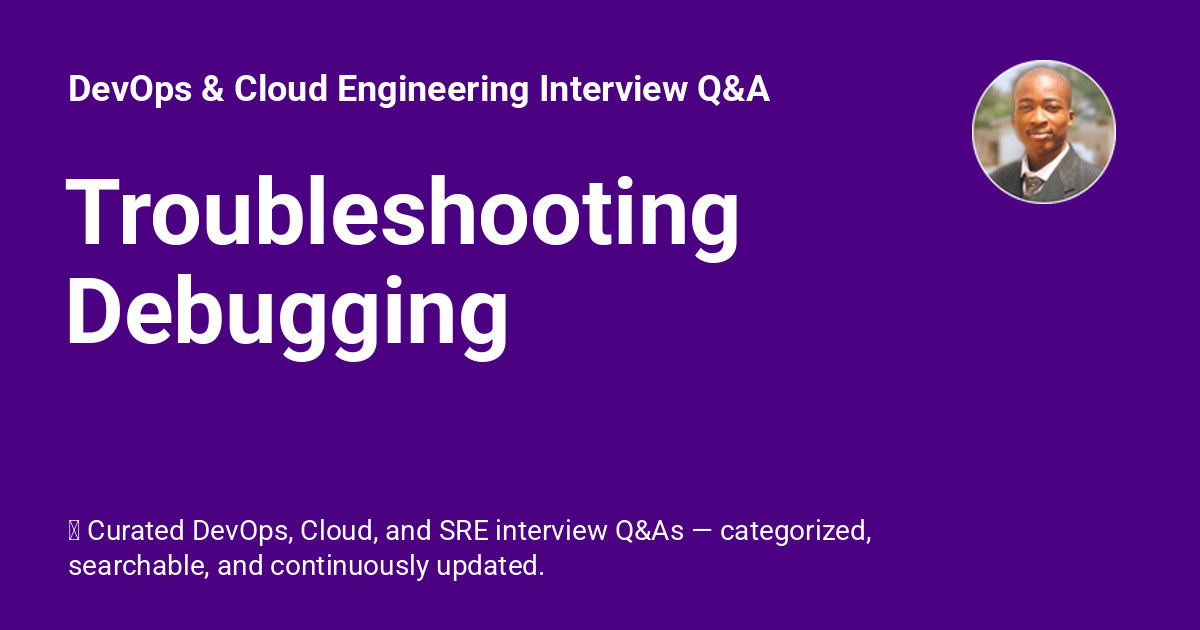 DevOps & Cloud Engineering Interview Q&A
Troubleshooting
Debugging
Curated DevOps, Cloud, and SRE interview Q&As — categorized,
searchable, and continuously updated.